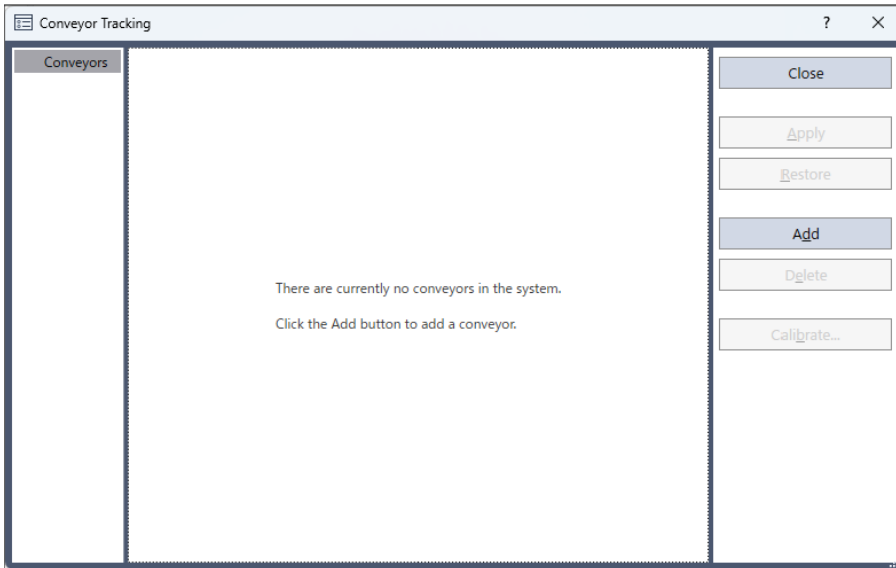 Conveyor Tracking
?
Conveyors
There are currently no conveyors in the system.
Click the Add button to add a conveyor.
Close
Apply
Restore
Add
Delete
Calibrate...